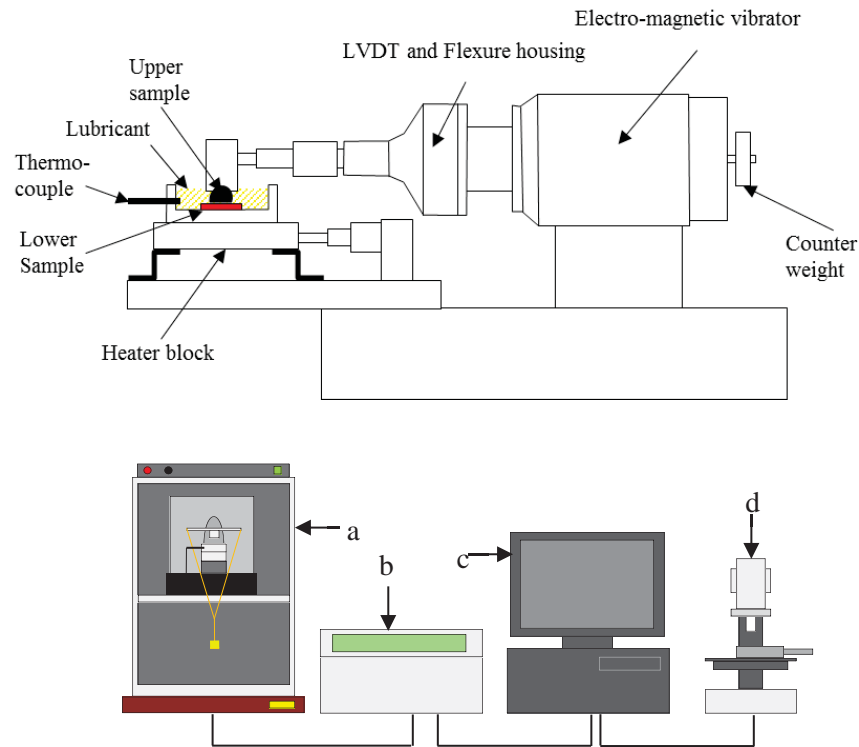 Electro-magnetic
vibrator
LVDT and Flexure housing
Upper
sample
Lubricant
Thermo-
couple
Lower
Sample
Counter
weight
Heater block
a
b
c
d